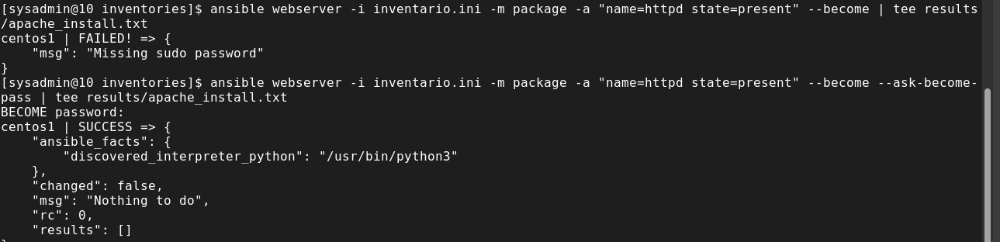 [sysadmin@10 inventories]$ ansible webserver -i inventario.ini -m package -a "name=httpd state=present" --become | tee results
/apache_install.txt
centos1 | FAILED! => {
    "msg": "Missing sudo password"
}
[sysadmin@10 inventories]$ ansible webserver -i inventario.ini -m package -a "name=httpd state=present" --become --ask-become-
pass | tee results/apache_install.txt
BECOME password:
centos1 | SUCCESS => {
    "ansible_facts": {
        "discovered_interpreter_python": "/usr/bin/python3"
    },
    "changed": false,
    "msg": "Nothing to do",
    "rc": 0,
    "results": []
}